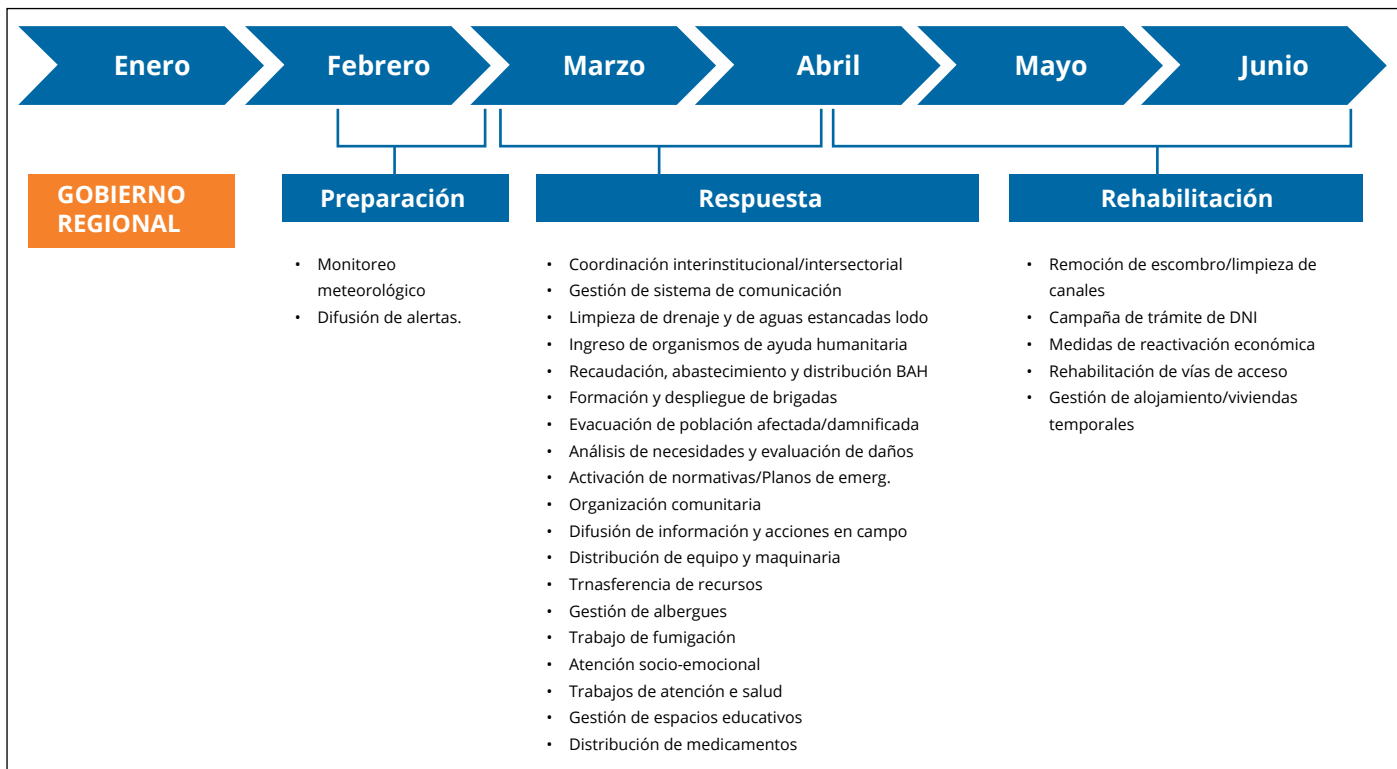 Enero
Febrero
Marzo
Abril
Mayo
Junio
GOBIERNO
REGIONAL
Preparación
• Monitoreo
meteorológico
• Difusión de alertas.
Respuesta
• Coordinación interinstitucional/intersectorial
• Gestión de sistema de comunicación
• Limpieza de drenaje y de aguas estancadas lodo
• Ingreso de organismos de ayuda humanitaria
• Recaudación, abastecimiento y distribución BAH
• Formación y despliegue de brigadas
• Evacuación de población afectada/damnificada
• Análisis de necesidades y evaluación de daños
• Activación de normativas/Planos de emerg.
• Organización comunitaria
• Difusión de información y acciones en campo
• Distribución de equipo y maquinaria
• Trnasferencia de recursos
• Gestión de albergues
• Trabajo de fumigación
• Atención socio-emocional
• Trabajos de atención e salud
• Gestión de espacios educativos
• Distribución de medicamentos
Rehabilitación
• Remoción de escombro/limpieza de
canales
• Campaña de trámite de DNI
• Medidas de reactivación económica
• Rehabilitación de vías de acceso
• Gestión de alojamiento/viviendas
temporales